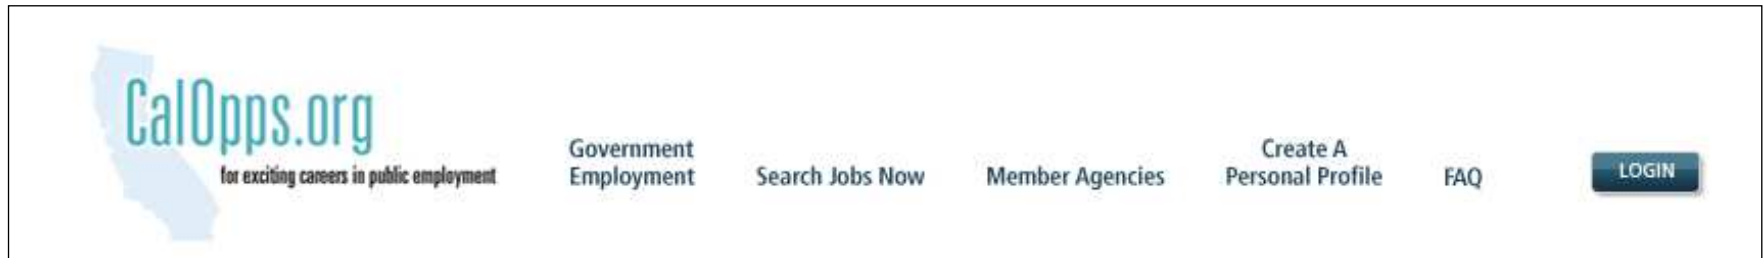 CalOpps.org
for exciting careers in public employment
Government
Employment
Search Jobs Now
Member Agencies
Create A
Personal Profile
FAQ
LOGIN